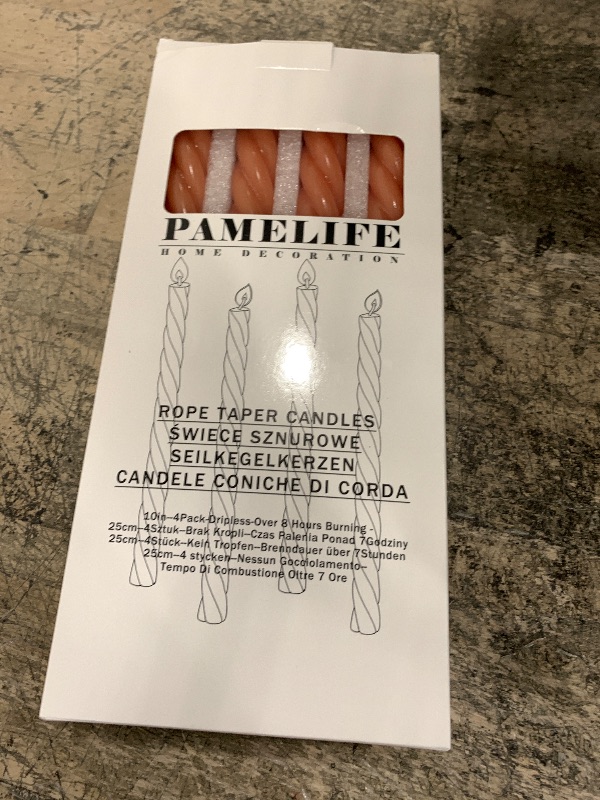 PAMELIFE
HOME DECORATION
ROPE TAPER CANDLES
ŚWIECE SZNUROWE
SEILKEGELKERZEN
CANDELE CONICHE DI CORDA
10in–4Pack–Dripless–Over 8 Hours Burning -
25cm–4Sztuk–Brak Kropli–Czas Palenia Ponad 7Godziny
25cm–4Stück–Kein Tropfen–Brenndauer über 7Stunden
25cm–4 stycken–Nessun Gocciolamento–
Tempo Di Combustione Oltre 7 Ore